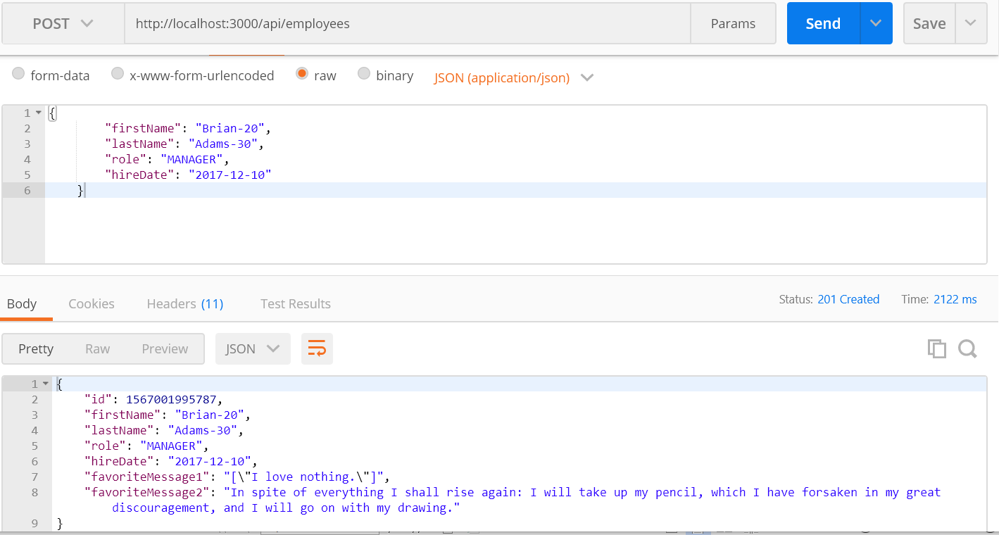 POST http://localhost:3000/api/employees Params Send Save
form-data x-www-form-urlencoded raw binary JSON (application/json)
1 {
2 "firstName": "Brian-20",
3 "lastName": "Adams-30",
4 "role": "MANAGER",
5 "hireDate": "2017-12-10"
6 }
Body Cookies Headers (11) Test Results Status: 201 Created Time: 2122 ms
Pretty Raw Preview JSON
1 {
2 "id": 1567001995787,
3 "firstName": "Brian-20",
4 "lastName": "Adams-30",
5 "role": "MANAGER",
6 "hireDate": "2017-12-10",
7 "favoriteMessage1": "[\"I love nothing.\"]",
8 "favoriteMessage2": "In spite of everything I shall rise again: I will take up my pencil, which I have forsaken in my great
discouragement, and I will go on with my drawing."
9 }